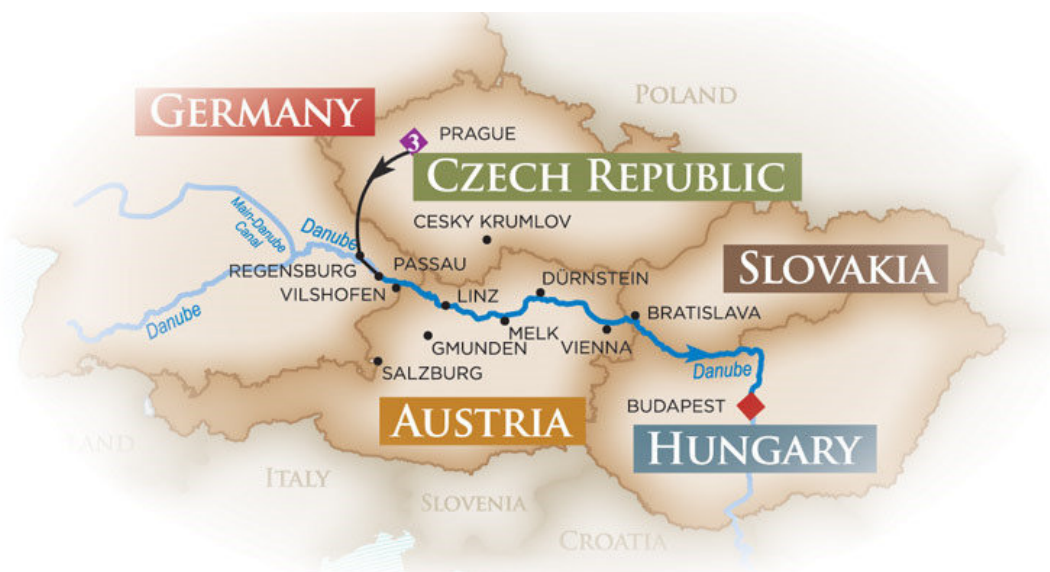 POLAND
GERMANY
PRAGUE
3
CZECH REPUBLIC
Main-Danube
Canal
CESKY KRUMLOV
Danube
SLOVAKIA
REGENSBURG
PASSAU
DÜRNSTEIN
VILSHOFEN
LINZ
BRATISLAVA
Danube
MELK
GMUNDEN
VIENNA
SALZBURG
Danube
BUDAPEST
AUSTRIA
HUNGARY
ITALY
SLOVENIA
CROATIA